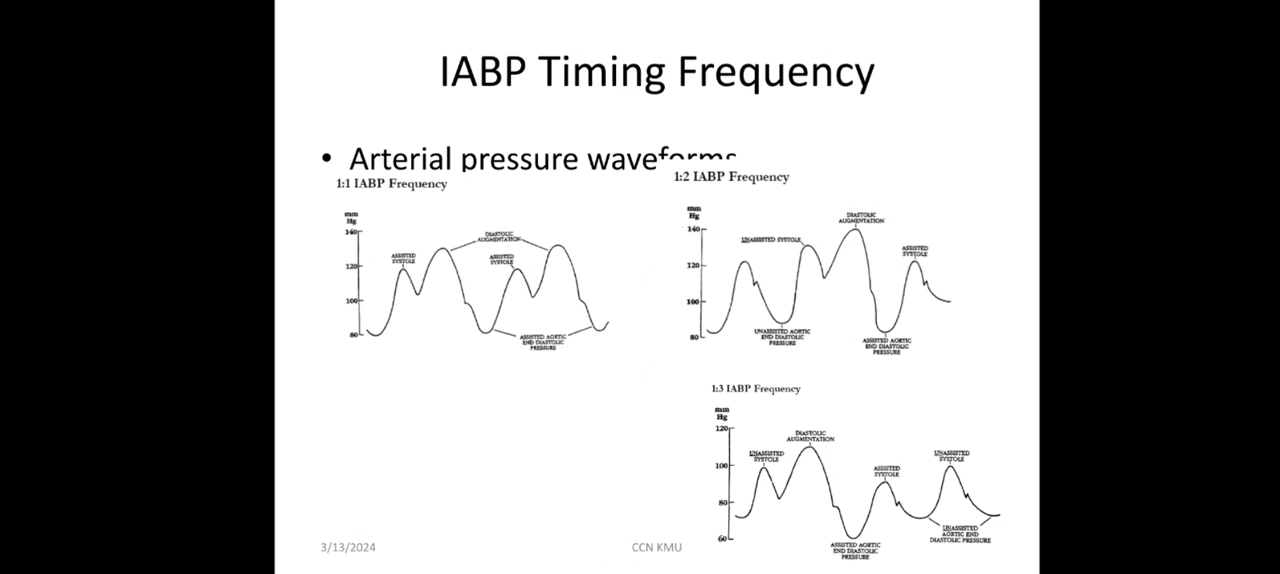 IABP Timing Frequency
• Arterial pressure waveforms
1:1 IABP Frequency
mm
Hg
140
120
100
80
ASSISTED
SYSTOLE
DIASTOLIC
AUGMENTATION
ASSISTED
SYSTOLE
ASSISTED AORTIC
END DIASTOLIC
PRESSURE
1:2 IABP Frequency
mm
Hg
140
120
100
80
UNASSISTED SYSTOLE
DIASTOLIC
AUGMENTATION
ASSISTED
SYSTOLE
UNASSISTED AORTIC
END DIASTOLIC
PRESSURE
ASSISTED AORTIC
END DIASTOLIC
PRESSURE
1:3 IABP Frequency
mm
Hg
120
100
80
60
UNASSISTED
SYSTOLE
DIASTOLIC
AUGMENTATION
ASSISTED
SYSTOLE
UNASSISTED
SYSTOLE
ASSISTED AORTIC
END DIASTOLIC
PRESSURE
UNASSISTED
AORTIC END
DIASTOLIC PRESSURE
3/13/2024
CCN KMU